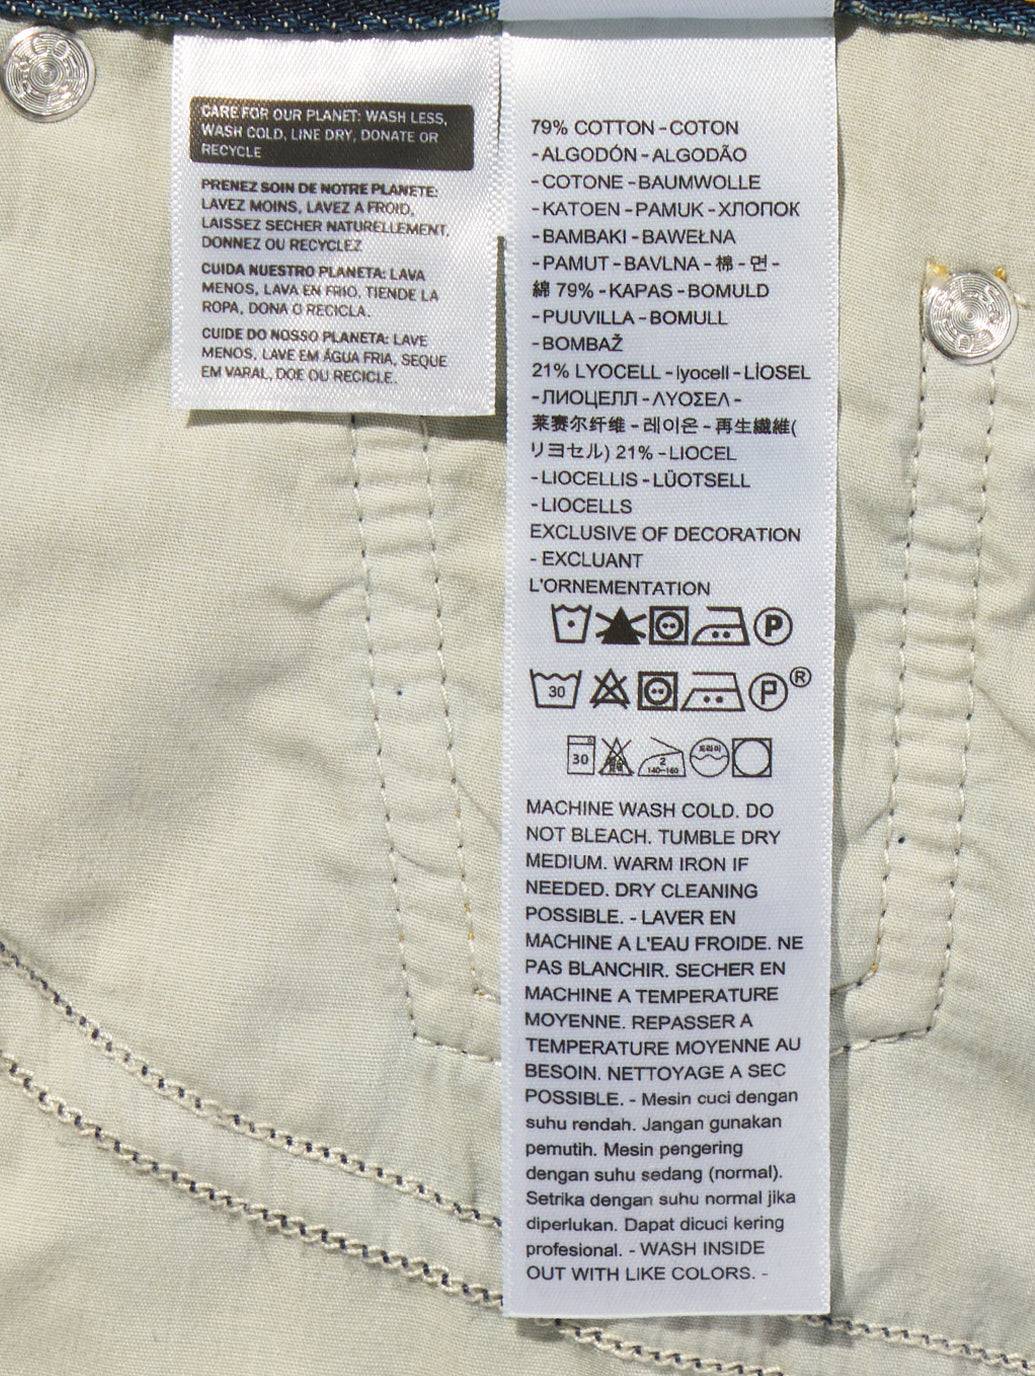 CARE FOR OUR PLANET: WASH LESS,
WASH COLD, LINE DRY, DONATE OR
RECYCLE
PRENEZ SOIN DE NOTRE PLANETE:
LAVEZ MOINS, LAVEZ A FROID,
LAISSEZ SECHER NATURELLEMENT,
DONNEZ OU RECYCLEZ
CUIDA NUESTRO PLANETA: LAVA
MENOS, LAVA EN FRIO, TIENDE LA
ROPA, DONA O RECICLA.
CUIDE DO NOSSO PLANETA: LAVE
MENOS, LAVE EM ÁGUA FRIA, SEQUE
EM VARAL, DOE OU RECICLE.
79% COTTON - COTON
- ALGODÓN - ALGODÃO
- COTONE - BAUMWOLLE
- KATOEN - PAMUK - ХЛОПОК
- BAMBAKI - BAWEŁNA
- PAMUT - BAVLNA - 棉 - 면 -
綿 79% - KAPAS - BOMULD
- PUUVILLA - BOMULL
- BOMBAŽ
21% LYOCELL - lyocell - LİOSEL
- ЛИОЦЕЛЛ - ΛΥΟΣΕΛ -
莱赛尔纤维 - 레이온 - 再生繊維(
リヨセル) 21% - LIOCEL
- LIOCELLIS - LÜOTSELL
- LIOCELLS
EXCLUSIVE OF DECORATION
- EXCLUANT
L'ORNEMENTATION
P
30 P ®
30 2 140~160 드라이
MACHINE WASH COLD. DO
NOT BLEACH. TUMBLE DRY
MEDIUM. WARM IRON IF
NEEDED. DRY CLEANING
POSSIBLE. - LAVER EN
MACHINE A L'EAU FROIDE. NE
PAS BLANCHIR. SECHER EN
MACHINE A TEMPERATURE
MOYENNE. REPASSER A
TEMPERATURE MOYENNE AU
BESOIN. NETTOYAGE A SEC
POSSIBLE. - Mesin cuci dengan
suhu rendah. Jangan gunakan
pemutih. Mesin pengering
dengan suhu sedang (normal).
Setrika dengan suhu normal jika
diperlukan. Dapat dicuci kering
profesional. - WASH INSIDE
OUT WITH LIKE COLORS. -